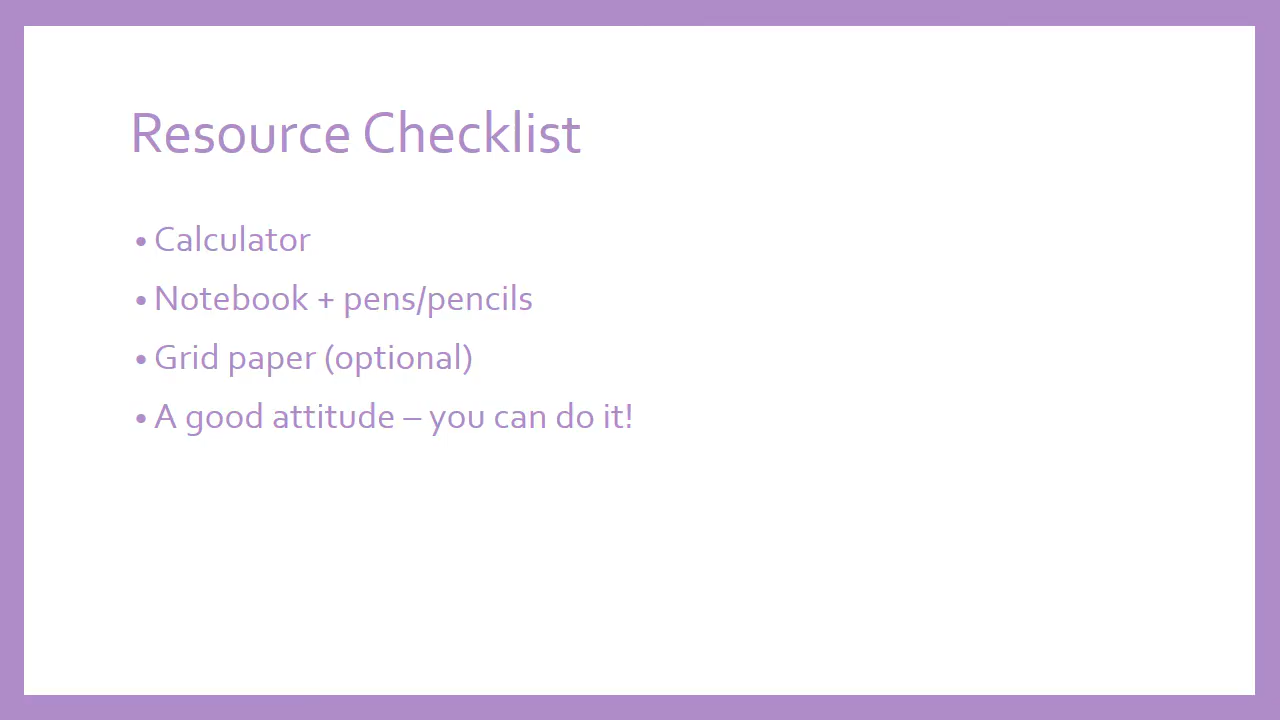 Resource Checklist
• Calculator
• Notebook + pens/pencils
• Grid paper (optional)
• A good attitude – you can do it!